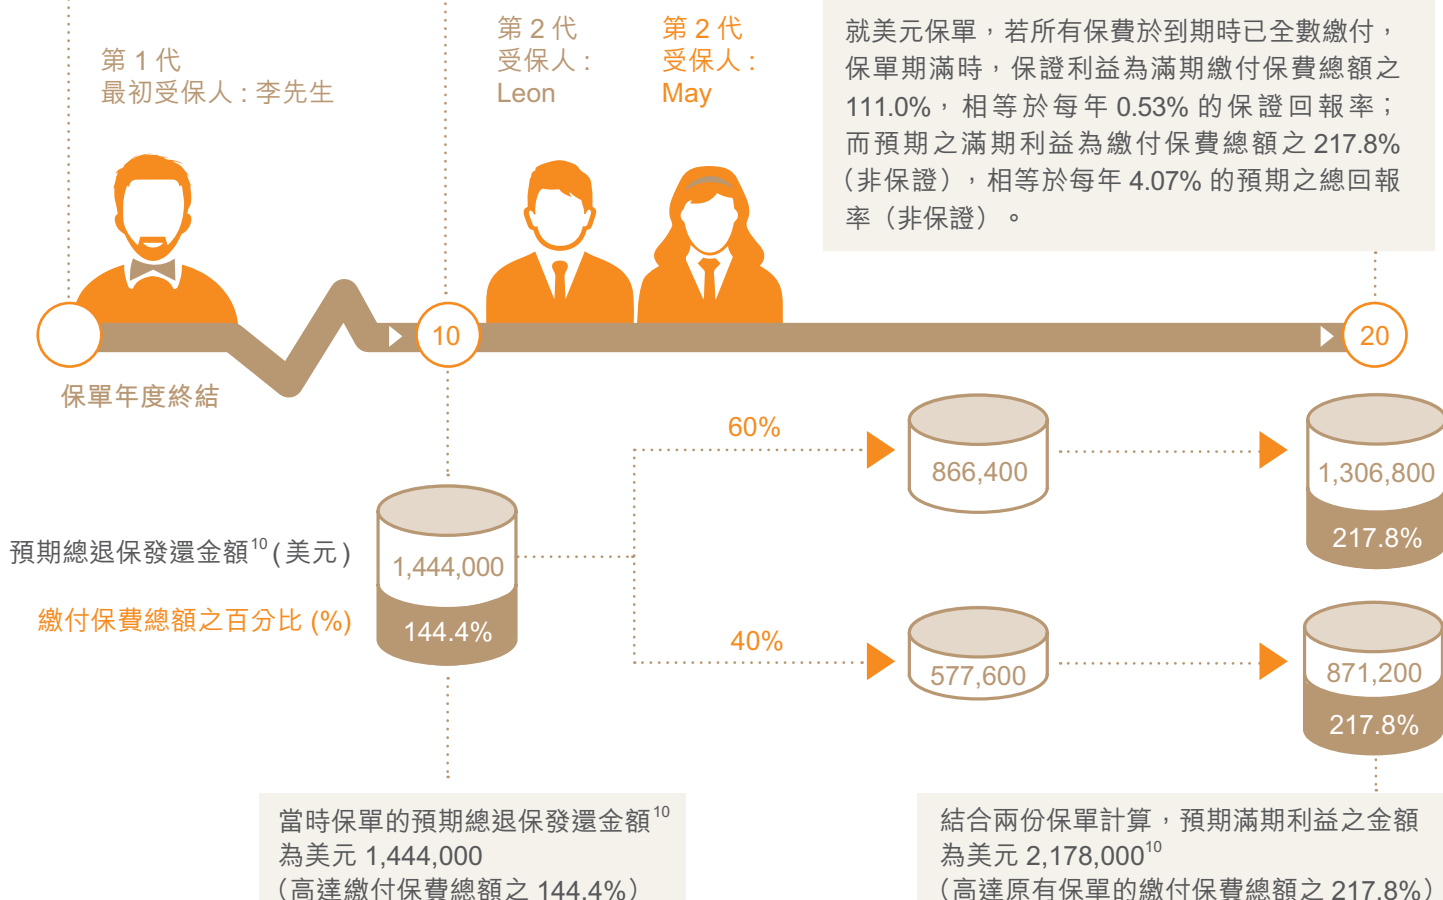 第 1 代
最初受保人 : 李先生
第 2 代
受保人 :
Leon
第 2 代
受保人 :
May
就美元保單，若所有保費於到期時已全數繳付，
保單期滿時，保證利益為滿期繳付保費總額之
111.0%，相等於每年 0.53% 的保證回報率；
而預期之滿期利益為繳付保費總額之 217.8%
（非保證），相等於每年 4.07% 的預期之總回報
率（非保證）。
10
20
保單年度終結
60%
866,400
1,306,800
217.8%
預期總退保發還金額10 (美元)
1,444,000
繳付保費總額之百分比 (%)
144.4%
40%
577,600
871,200
217.8%
當時保單的預期總退保發還金額10
為美元 1,444,000
（高達繳付保費總額之 144.4%）
結合兩份保單計算，預期滿期利益之金額
為美元 2,178,00010
（高達原有保單的繳付保費總額之 217.8%）